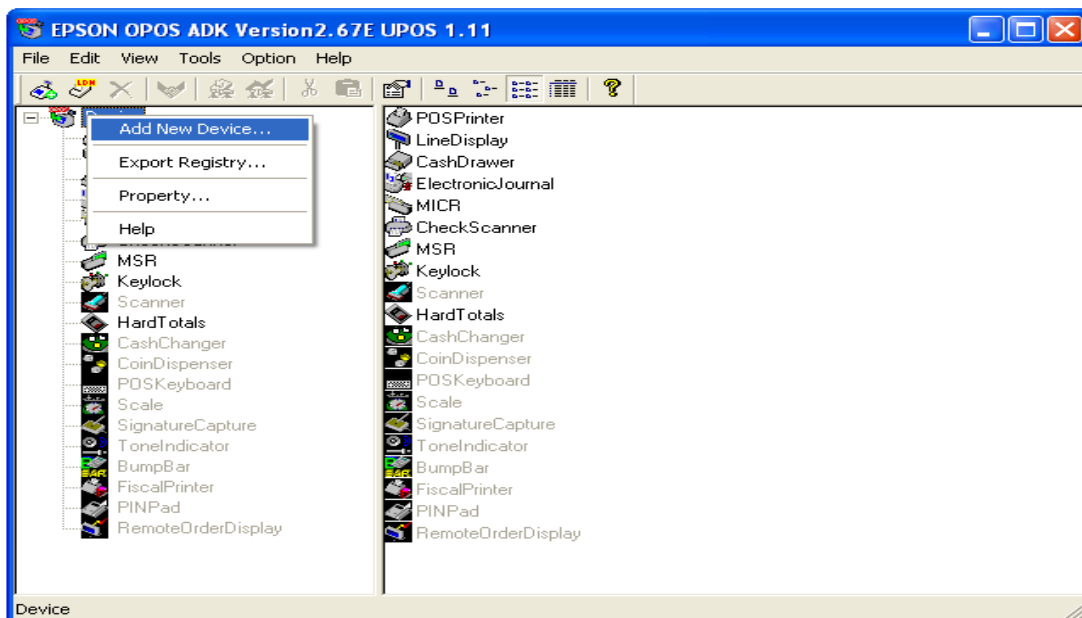 EPSON OPOS ADK Version2.67E UPOS 1.11
File Edit View Tools Option Help
Add New Device...
Export Registry...
Property...
Help
MSR
Keylock
Scanner
HardTotals
CashChanger
CoinDispenser
POSKeyboard
Scale
SignatureCapture
ToneIndicator
BumpBar
FiscalPrinter
PINPad
RemoteOrderDisplay
POSPrinter
LineDisplay
CashDrawer
ElectronicJournal
MICR
CheckScanner
MSR
Keylock
Scanner
HardTotals
CashChanger
CoinDispenser
POSKeyboard
Scale
SignatureCapture
ToneIndicator
BumpBar
FiscalPrinter
PINPad
RemoteOrderDisplay
Device